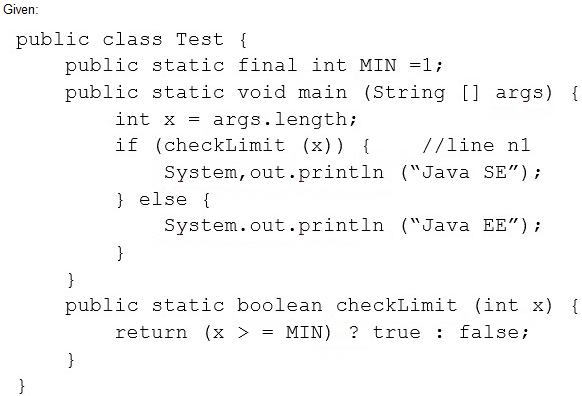 Given:
public class Test {
public static final int MIN =1;
public static void main (String [] args) {
int x = args.length;
if (checkLimit (x)) { //line n1
System,out.println (“Java SE”);
} else {
System.out.println (“Java EE”);
}
}
public static boolean checkLimit (int x) {
return (x > = MIN) ? true : false;
}
}